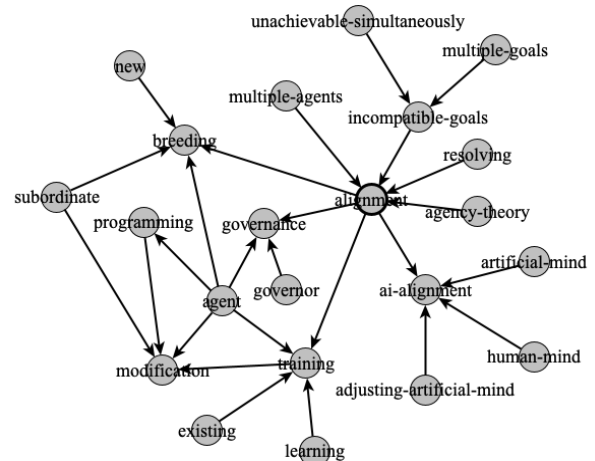 unachievable-simultaneously
new
multiple-goals
multiple-agents
incompatible-goals
breeding
resolving
subordinate
alignment
agency-theory
programming
governance
artificial-mind
agent
governor
ai-alignment
modification
training
human-mind
adjusting-artificial-mind
existing
learning